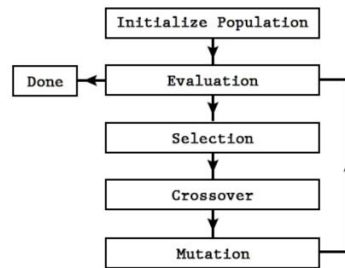 Initialize Population
Done
Evaluation
Selection
Crossover
Mutation